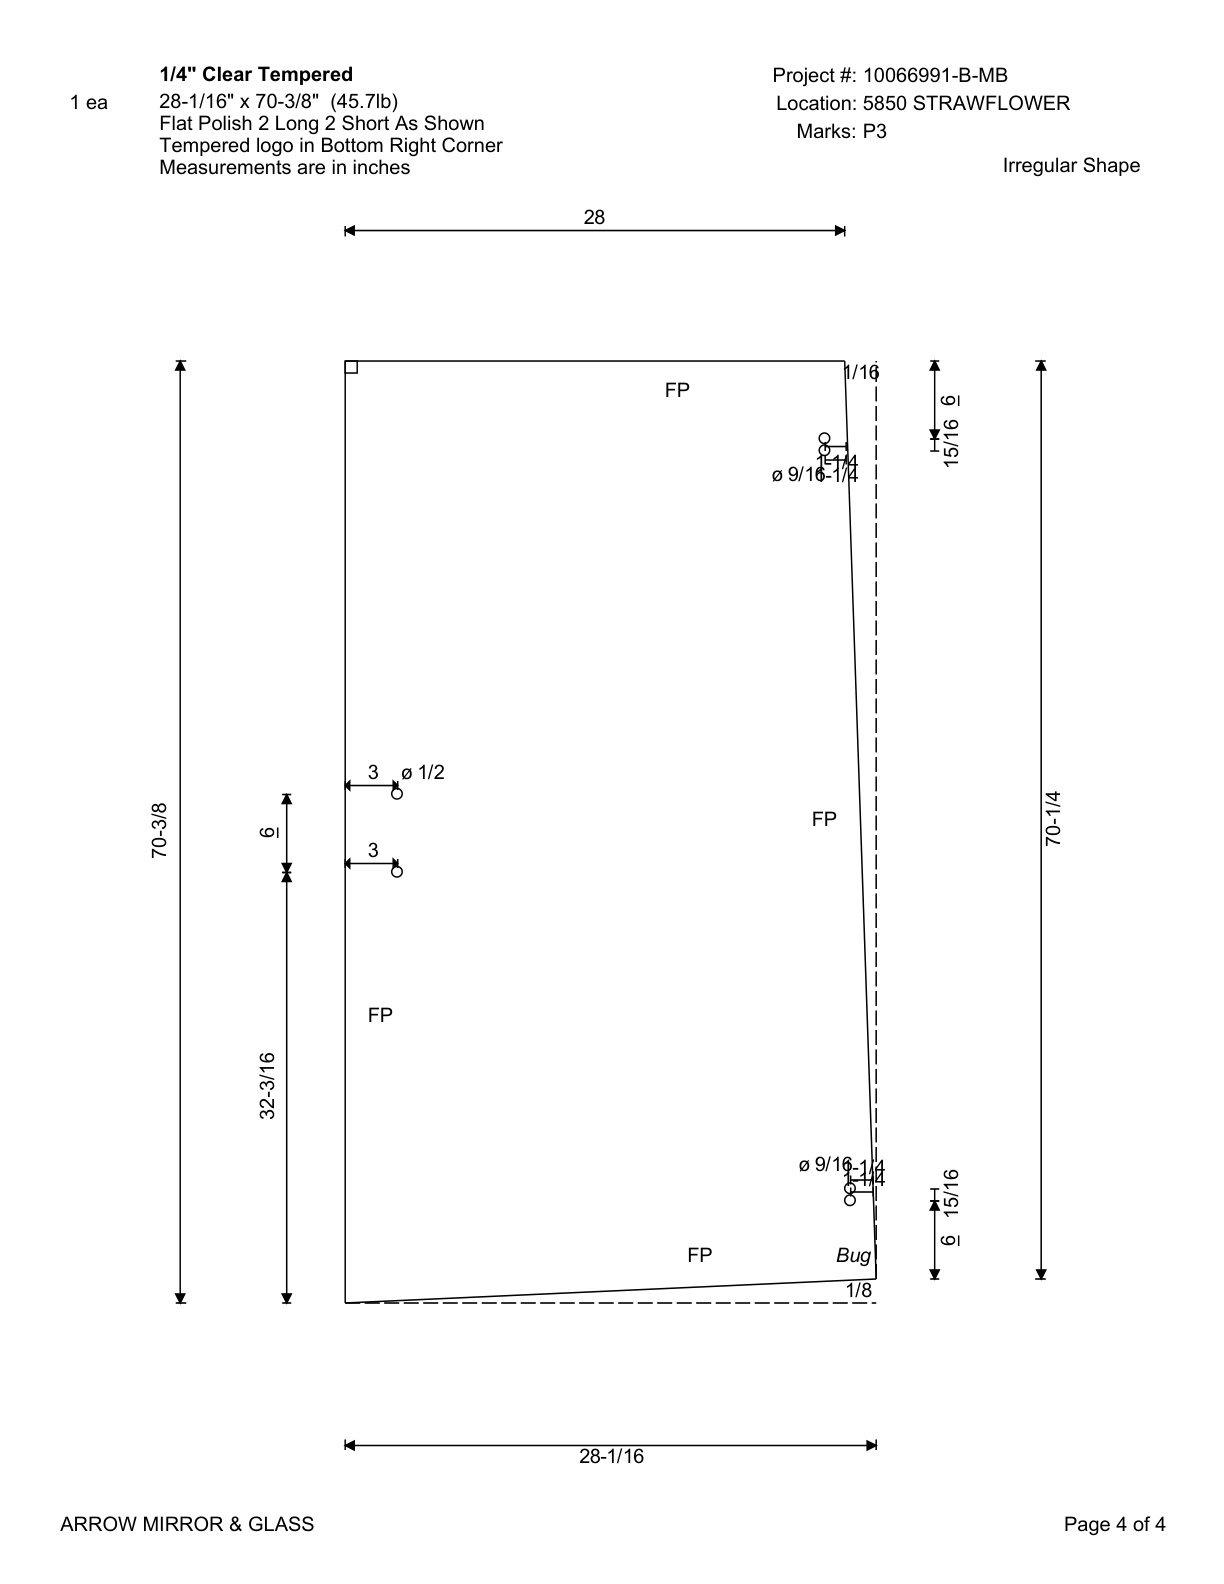 1/4" Clear Tempered
Project #: 10066991-B-MB
1 ea
28-1/16" x 70-3/8" (45.7lb)
Location: 5850 STRAWFLOWER
Flat Polish 2 Long 2 Short As Shown
Marks: P3
Tempered logo in Bottom Right Corner
Measurements are in inches
Irregular Shape
28
1/16
FP
6
15/16
1-1/4
ø 9/16
1-1/4
3
ø 1/2
70-3/8
6
FP
70-1/4
3
FP
32-3/16
ø 9/16
1-1/4
1-1/4
15/16
6
FP
Bug
1/8
28-1/16
ARROW MIRROR & GLASS
Page 4 of 4